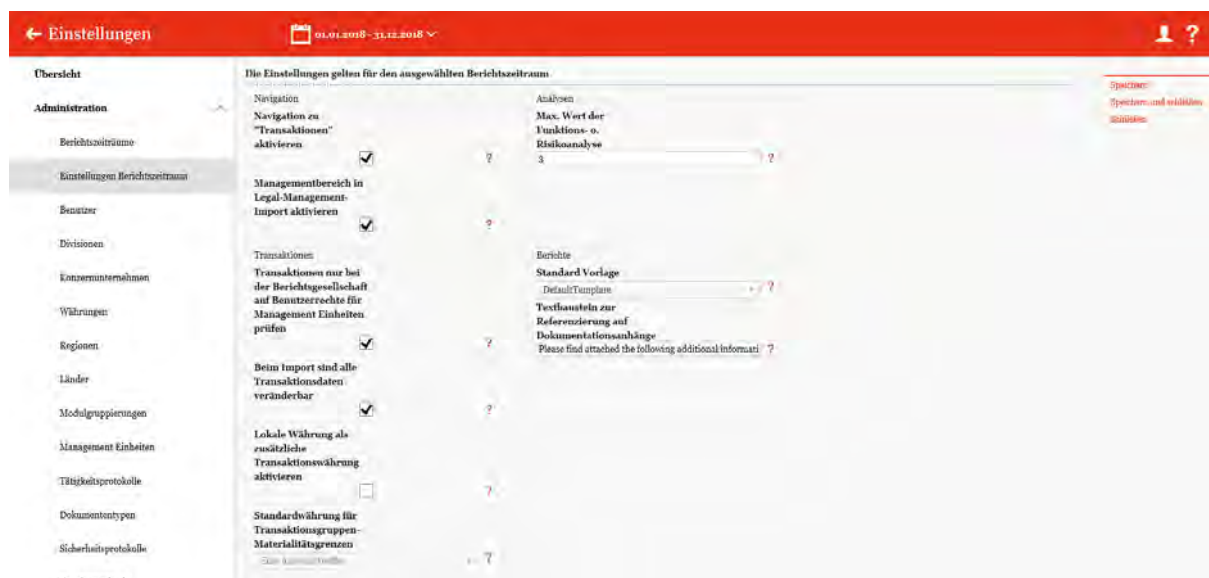 ← Einstellungen
01.01.2018 - 31.12.2018
?
Übersicht
Administration
Berichtszeiträume
Einstellungen Berichtszeitraum
Benutzer
Divisionen
Konzernunternehmen
Währungen
Regionen
Länder
Modulgruppierungen
Management Einheiten
Tätigkeitsprotokolle
Dokumententypen
Sicherheitsprotokolle
Die Einstellungen gelten für den ausgewählten Berichtszeitraum
Navigation
Navigation zu
"Transaktionen"
aktivieren
?
Managementbereich in
Legal-Management-
Import aktivieren
?
Transaktionen
Transaktionen nur bei
der Berichtsgesellschaft
auf Benutzerrechte für
Management Einheiten
prüfen
?
Beim Import sind alle
Transaktionsdaten
veränderbar
?
Lokale Währung als
zusätzliche
Transaktionswährung
aktivieren
?
Standardwährung für
Transaktionsgruppen-
Materialitätsgrenzen
?
Analysen
Max. Wert der
Funktions- o.
Risikoanalyse
3 ?
Berichte
Standard Vorlage
DefaultTemplate ?
Textbaustein zur
Referenzierung auf
Dokumentationsanhänge
Please find attached the following additional informati ?
Speichern
Speichern und schließen
Schließen